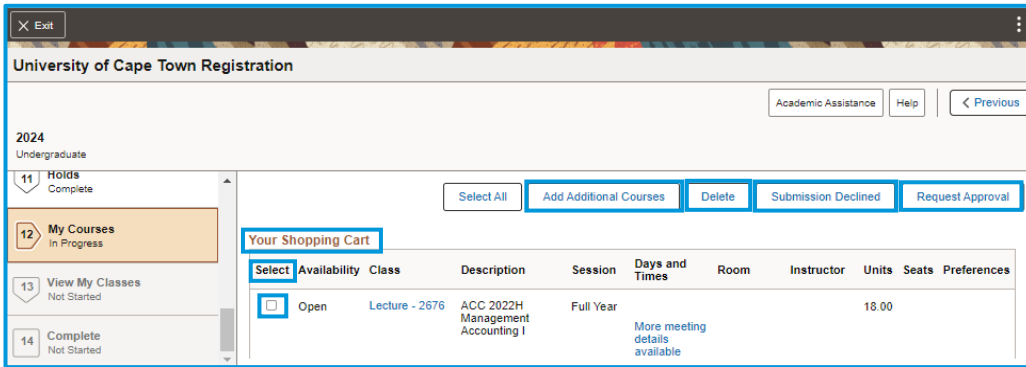 Exit
University of Cape Town Registration
Academic Assistance Help Previous
2024
Undergraduate
11 Holds
Complete
Select All Add Additional Courses Delete Submission Declined Request Approval
12 My Courses
In Progress
Your Shopping Cart
Select Availability Class Description Session Days and Times Room Instructor Units Seats Preferences
13 View My Classes
Not Started
Open Lecture - 2676 ACC 2022H Full Year 18.00
Management
Accounting I
More meeting
details
available
14 Complete
Not Started